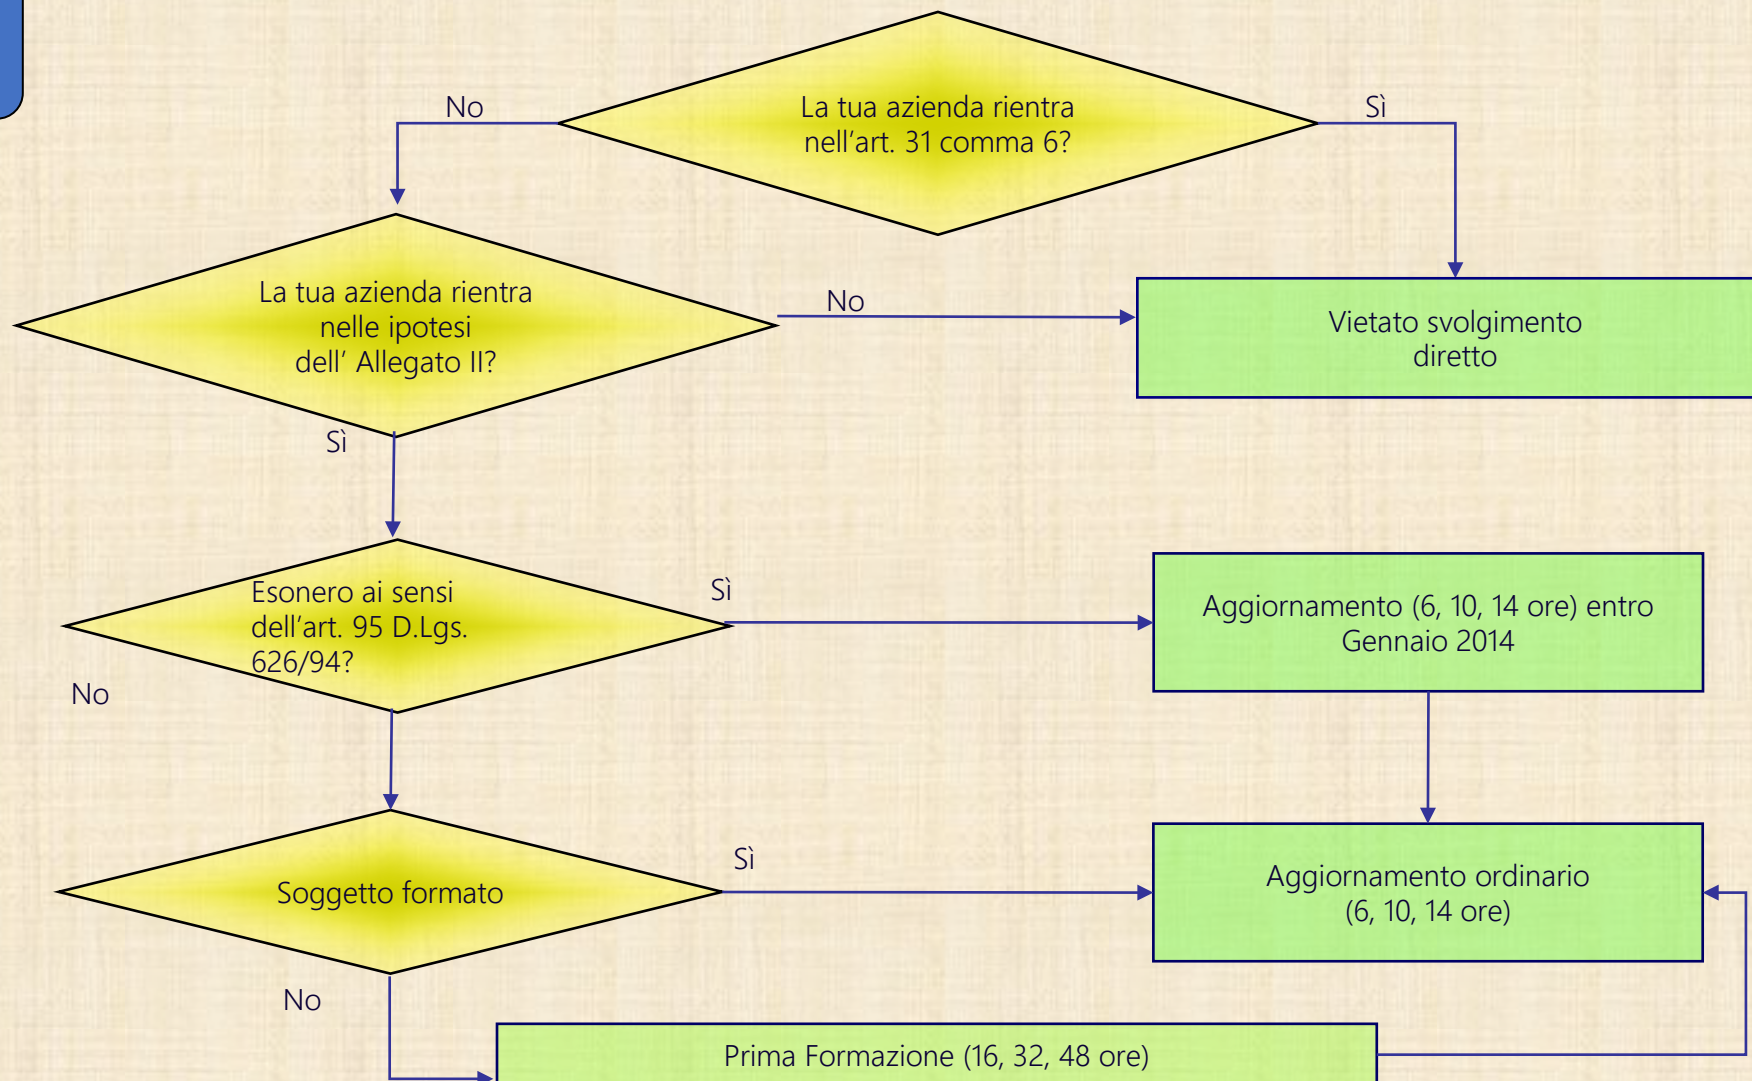 No
La tua azienda rientra
nell'art. 31 comma 6?
Sì
La tua azienda rientra
nelle ipotesi
dell' Allegato II?
No
Vietato svolgimento
diretto
Sì
Esonero ai sensi
dell'art. 95 D.Lgs.
626/94?
Sì
Aggiornamento (6, 10, 14 ore) entro
Gennaio 2014
No
Soggetto formato
Sì
Aggiornamento ordinario
(6, 10, 14 ore)
No
Prima Formazione (16, 32, 48 ore)